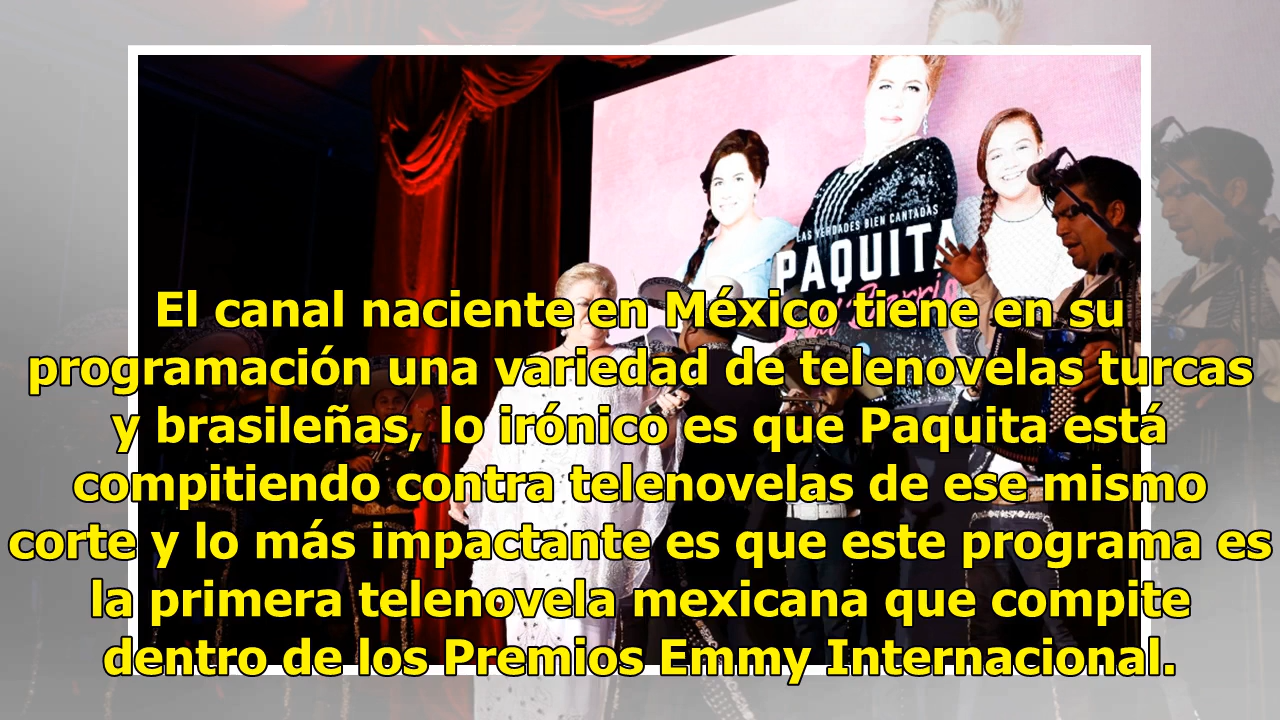 LAS VERDADES BIEN CANTADAS
PAQUITA
El canal naciente en México tiene en su
programación una variedad de telenovelas turcas
y brasileñas, lo irónico es que Paquita está
compitiendo contra telenovelas de ese mismo
corte y lo más impactante es que este programa es
la primera telenovela mexicana que compite
dentro de los Premios Emmy Internacional.